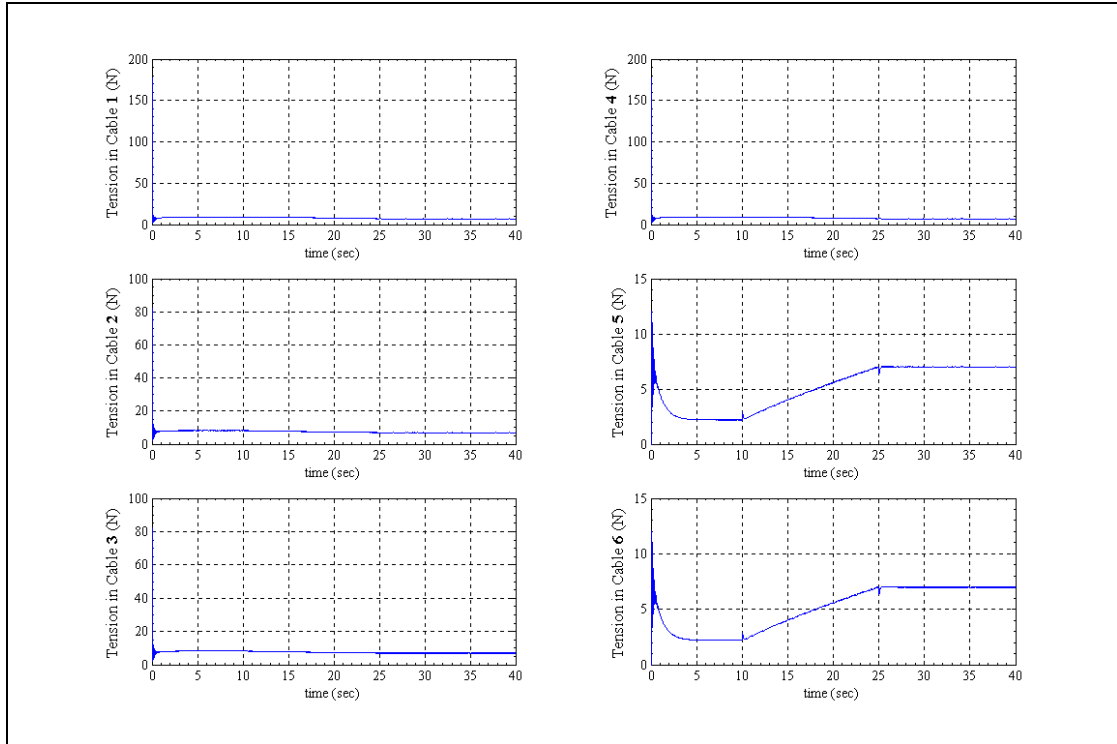 Tension in Cable 1 (N)
200
150
100
50
0
0 5 10 15 20 25 30 35 40
time (sec)
Tension in Cable 4 (N)
200
150
100
50
0
0 5 10 15 20 25 30 35 40
time (sec)
Tension in Cable 2 (N)
100
80
60
40
20
0
0 5 10 15 20 25 30 35 40
time (sec)
Tension in Cable 5 (N)
15
10
5
0
0 5 10 15 20 25 30 35 40
time (sec)
Tension in Cable 3 (N)
100
80
60
40
20
0
0 5 10 15 20 25 30 35 40
time (sec)
Tension in Cable 6 (N)
15
10
5
0
0 5 10 15 20 25 30 35 40
time (sec)